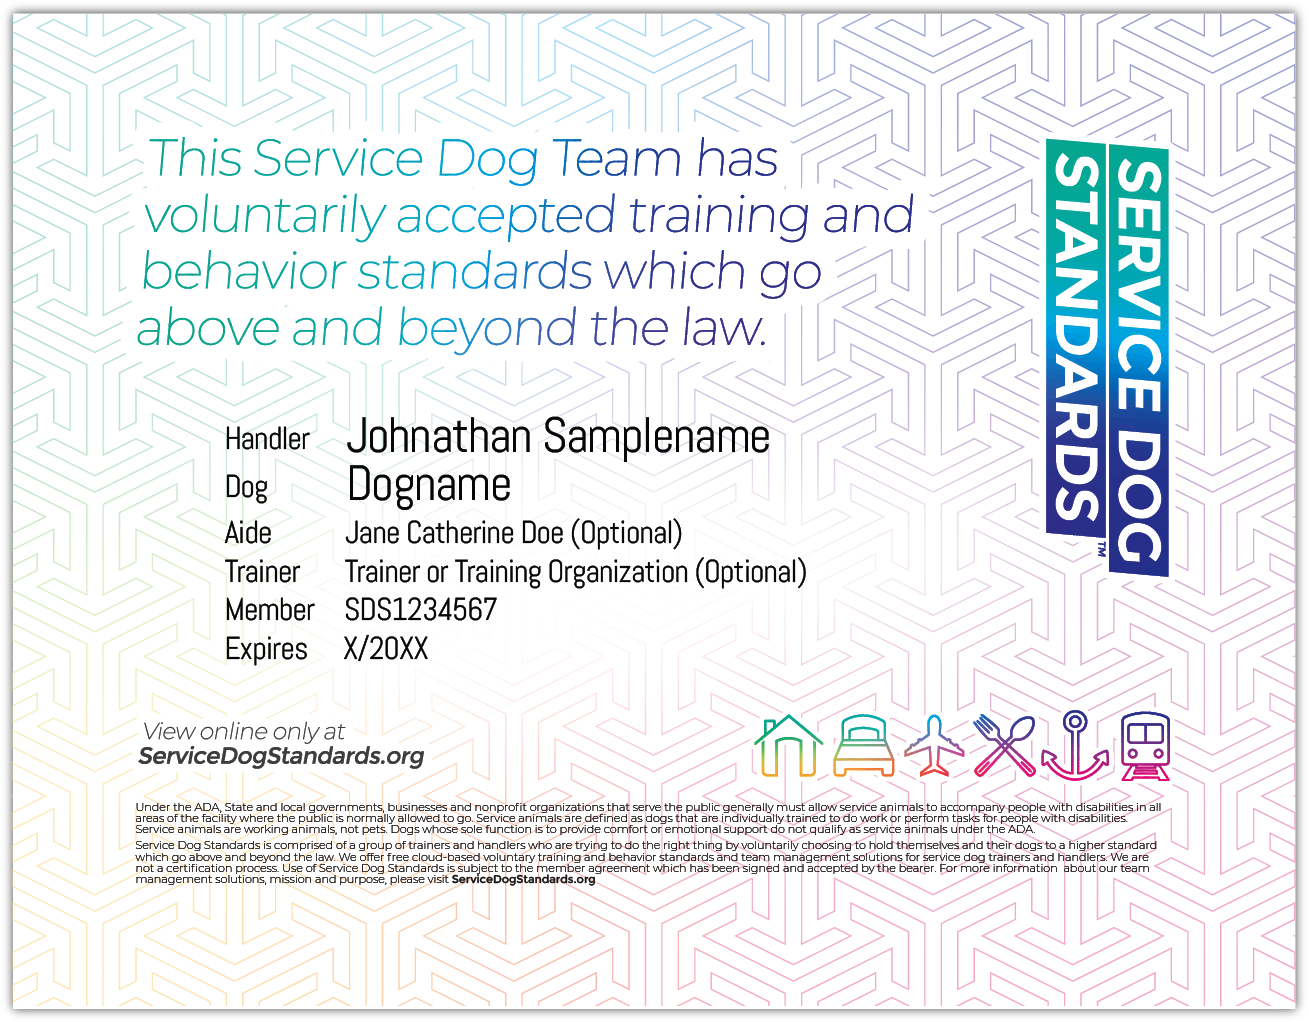 This Service Dog Team has
voluntarily accepted training and
behavior standards which go
above and beyond the law.
SERVICE DOG
STANDARDS™
Handler Johnathan Samplename
Dog Dogname
Aide Jane Catherine Doe (Optional)
Trainer Trainer or Training Organization (Optional)
Member SDS1234567
Expires X/20XX
View online only at
ServiceDogStandards.org
Under the ADA, State and local governments, businesses and nonprofit organizations that serve the public generally must allow service animals to accompany people with disabilities in all
areas of the facility where the public is normally allowed to go. Service animals are defined as dogs that are individually trained to do work or perform tasks for people with disabilities.
Service animals are working animals, not pets. Dogs whose sole function is to provide comfort or emotional support do not qualify as service animals under the ADA.
Service Dog Standards is comprised of a group of trainers and handlers who are trying to do the right thing by voluntarily choosing to hold themselves and their dogs to a higher standard
which go above and beyond the law. We offer free cloud-based voluntary training and behavior standards and team management solutions for service dog trainers and handlers. We are
not a certification process. Use of Service Dog Standards is subject to the member agreement which has been signed and accepted by the bearer. For more information about our team
management solutions, mission and purpose, please visit ServiceDogStandards.org